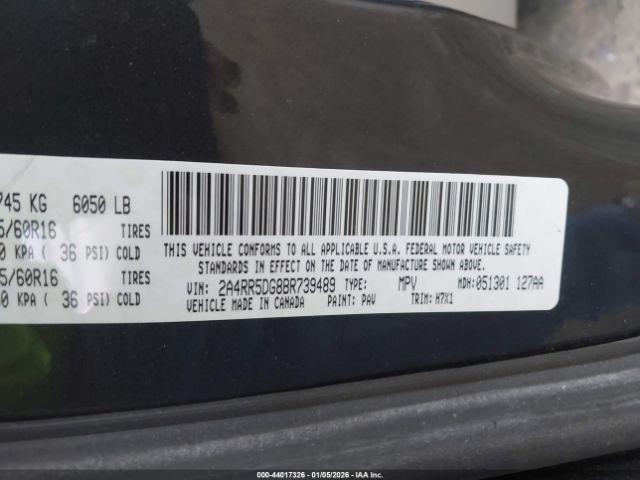 745 KG 6050 LB
5/60R16 TIRES
0 KPA ( 36 PSI) COLD
5/60R16 TIRES
0 KPA ( 36 PSI) COLD
THIS VEHICLE CONFORMS TO ALL APPLICABLE U.S.A. FEDERAL MOTOR VEHICLE SAFETY
STANDARDS IN EFFECT ON THE DATE OF MANUFACTURE SHOWN ABOVE.
VIN: 2A4RR5DG8BR739489 TYPE: MPV MDH: 051301 127AA
VEHICLE MADE IN CANADA PAINT: PAV TRIM: H7X1
000-44017326 - 01/05/2026 - IAAI.COM